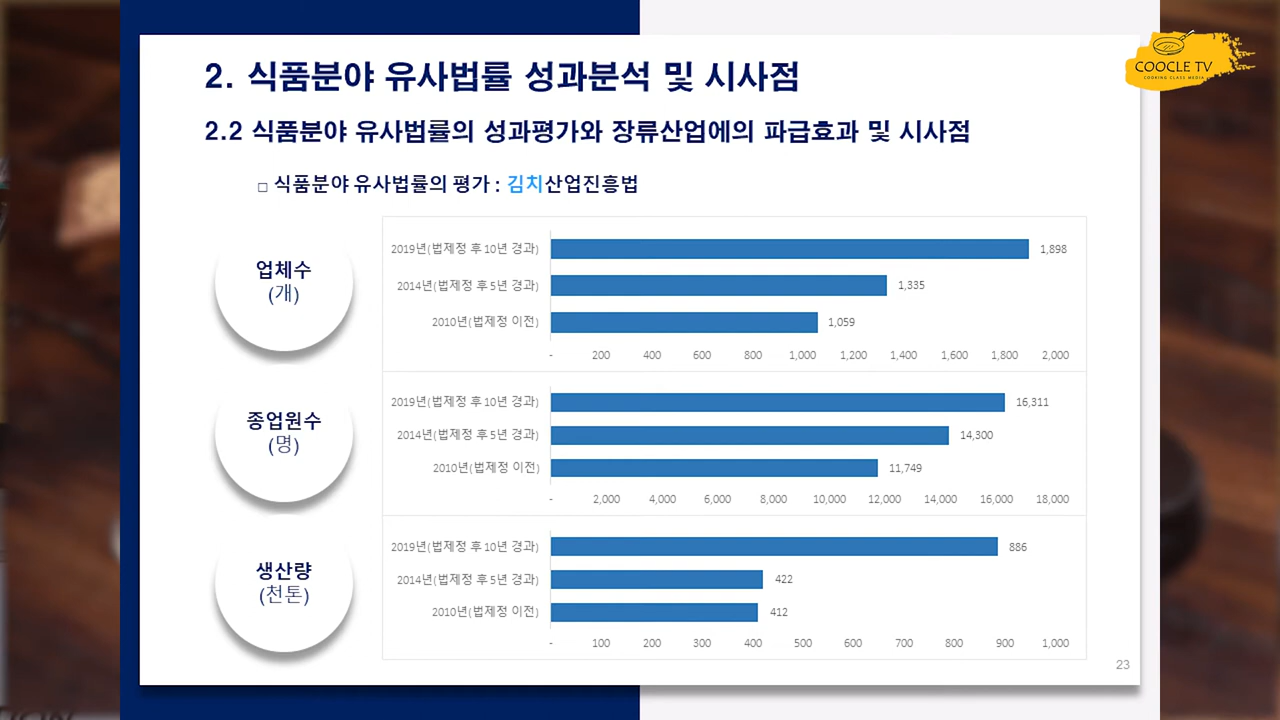 COOCLE TV
COOKING CLASS MEDIA
2. 식품분야 유사법률 성과분석 및 시사점
2.2 식품분야 유사법률의 성과평가와 장류산업에의 파급효과 및 시사점
□ 식품분야 유사법률의 평가 : 김치산업진흥법
업체수
(개)
2019년(법제정 후 10년 경과) 1,898
2014년(법제정 후 5년 경과) 1,335
2010년(법제정 이전) 1,059
- 200 400 600 800 1,000 1,200 1,400 1,600 1,800 2,000
종업원수
(명)
2019년(법제정 후 10년 경과) 16,311
2014년(법제정 후 5년 경과) 14,300
2010년(법제정 이전) 11,749
- 2,000 4,000 6,000 8,000 10,000 12,000 14,000 16,000 18,000
생산량
(천톤)
2019년(법제정 후 10년 경과) 886
2014년(법제정 후 5년 경과) 422
2010년(법제정 이전) 412
- 100 200 300 400 500 600 700 800 900 1,000
23